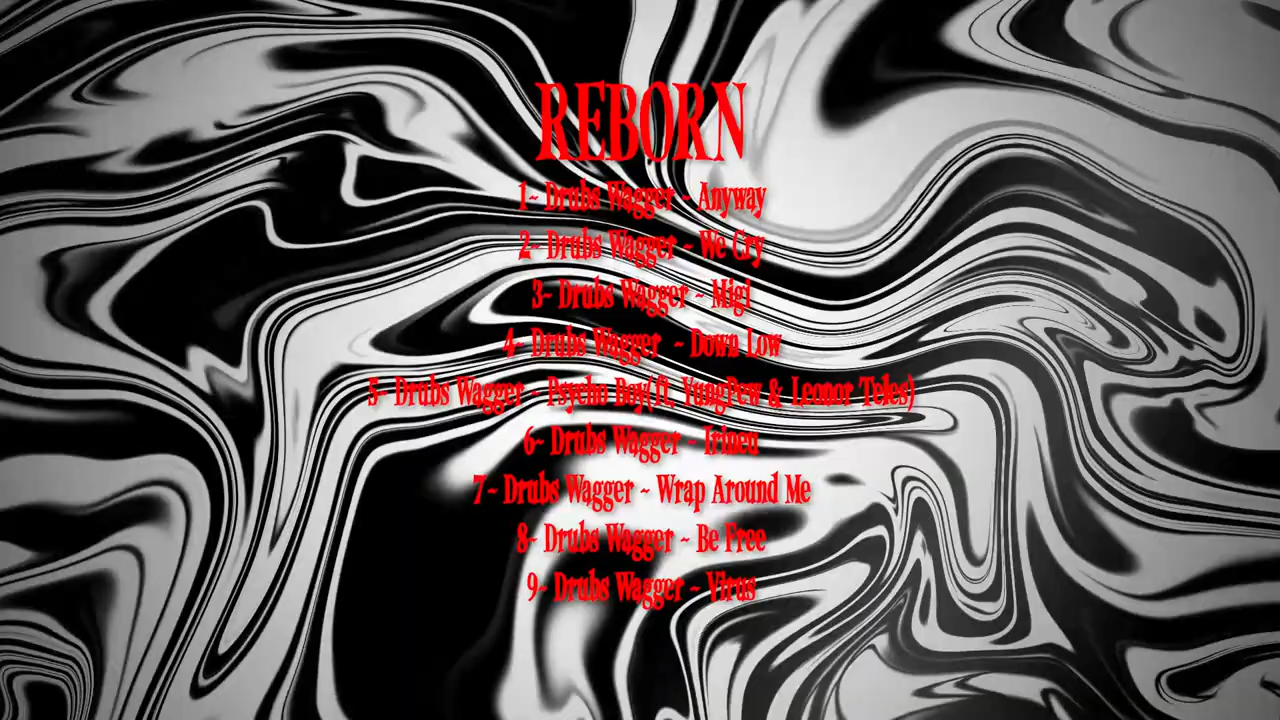 REBORN
1~ Drubs Wagger ~ Anyway
2~ Drubs Wagger ~ We Cry
3~ Drubs Wagger ~ Migi
4~ Drubs Wagger ~ Down Low
5~ Drubs Wagger ~ Psycho Boy(ft. YungPew & Leonor Teles)
6~ Drubs Wagger ~ Irineu
7~ Drubs Wagger ~ Wrap Around Me
8~ Drubs Wagger ~ Be Free
9~ Drubs Wagger ~ Virus